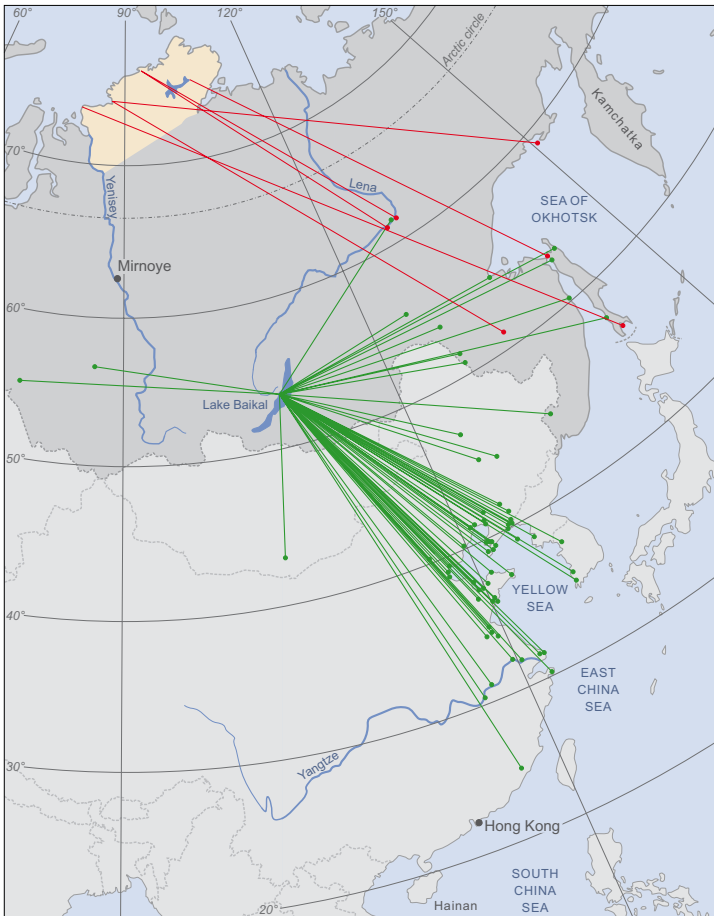 60°
90°
120°
150°
Arctic circle
Kamchatka
70°
Lena
Yenisey
SEA OF
OKHOTSK
Mirnoye
60°
Lake Baikal
50°
YELLOW
SEA
40°
EAST
CHINA
SEA
Yangtze
30°
Hong Kong
SOUTH
CHINA
SEA
Hainan
20°